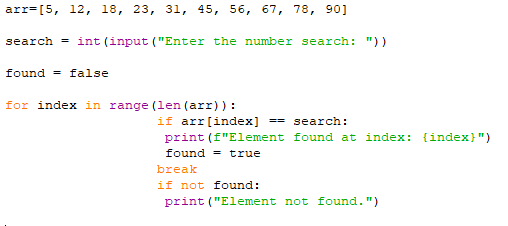 arr=[5, 12, 18, 23, 31, 45, 56, 67, 78, 90]
search = int(input("Enter the number search: "))
found = false
for index in range(len(arr)):
if arr[index] == search:
print(f"Element found at index: {index}")
found = true
break
if not found:
print("Element not found.")